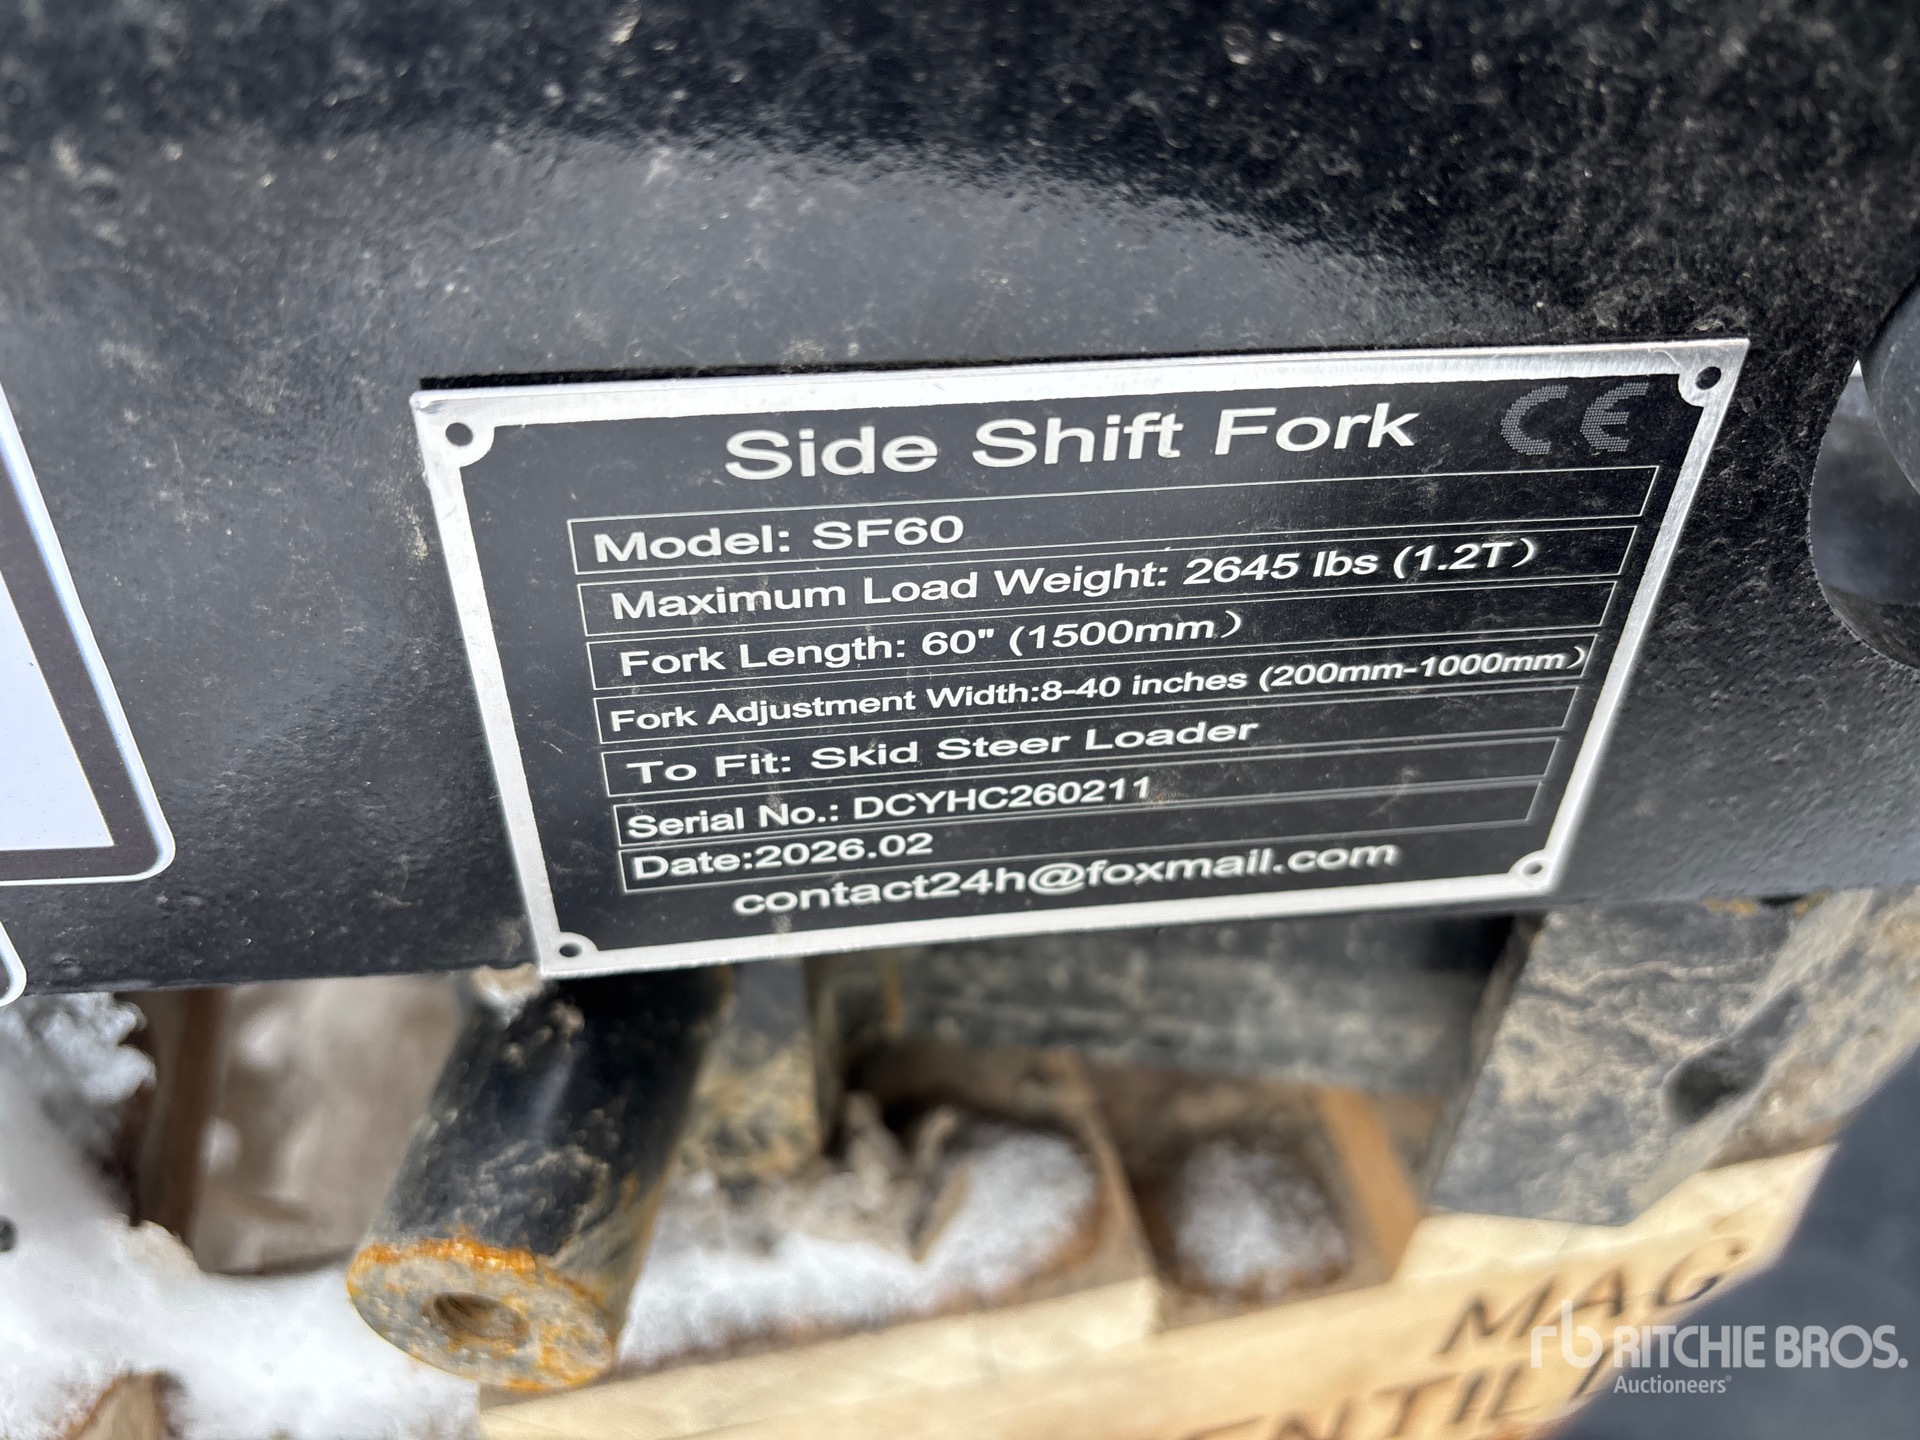 Side Shift Fork CE
Model: SF60
Maximum Load Weight: 2645 lbs (1.2T)
Fork Length: 60" (1500mm)
Fork Adjustment Width:8-40 inches (200mm-1000mm)
To Fit: Skid Steer Loader
Serial No.: DCYHC260211
Date:2026.02
contact24h@foxmail.com
MAG
rb RITCHIE BROS.
Auctioneers